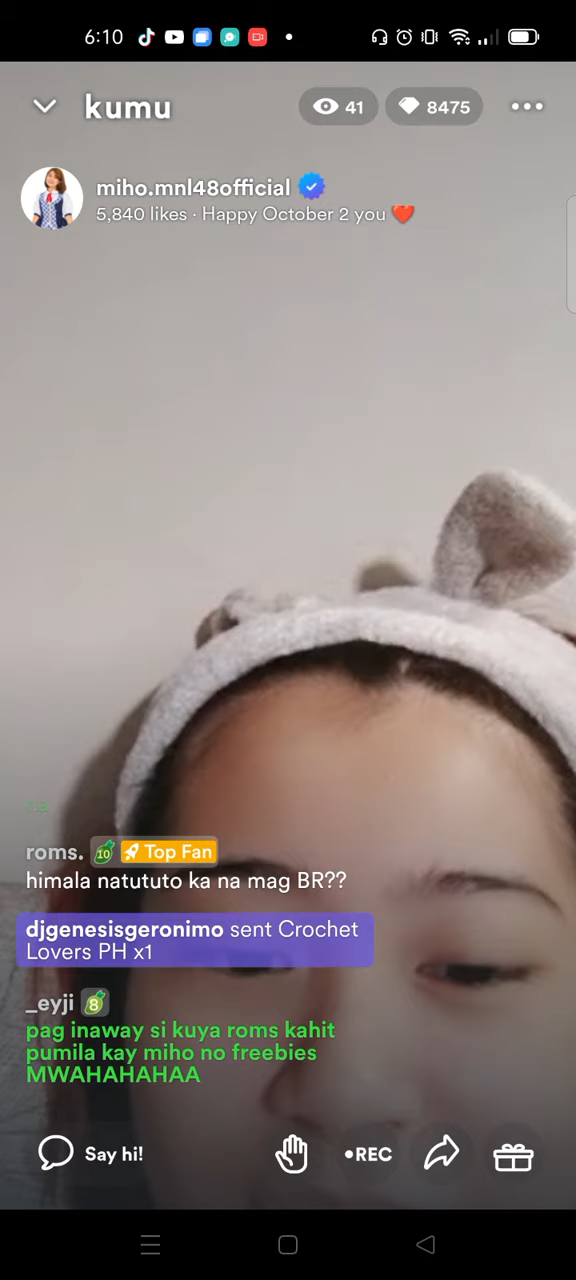 6:10
kumu
41
8475
miho.mnl48official
5,840 likes · Happy October 2 you ❤️
na
roms. 10 Top Fan
himala natututo ka na mag BR??
djgenesisgeronimo sent Crochet
Lovers PH x1
_eyji 8
pag inaway si kuya roms kahit
pumila kay miho no freebies
MWAHAHAHAA
Say hi!
•REC